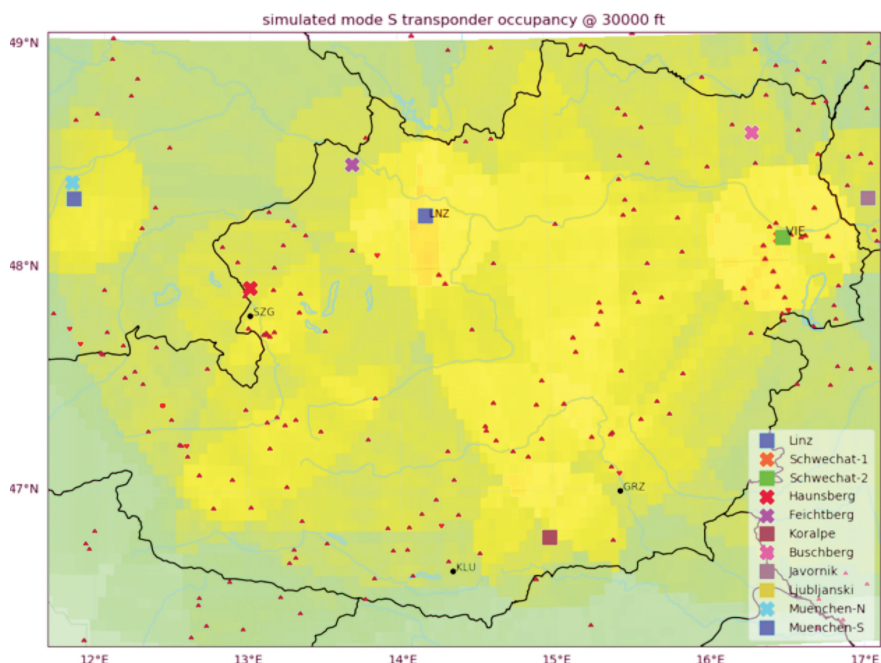 simulated mode S transponder occupancy @ 30000 ft
49°N
48°N
47°N
LNZ
VIE
SZG
GRZ
KLU
Linz
Schwechat-1
Schwechat-2
Haunsberg
Feichtberg
Koralpe
Buschberg
Javornik
Ljubljanski
Muenchen-N
Muenchen-S
12°E
13°E
14°E
15°E
16°E
17°E